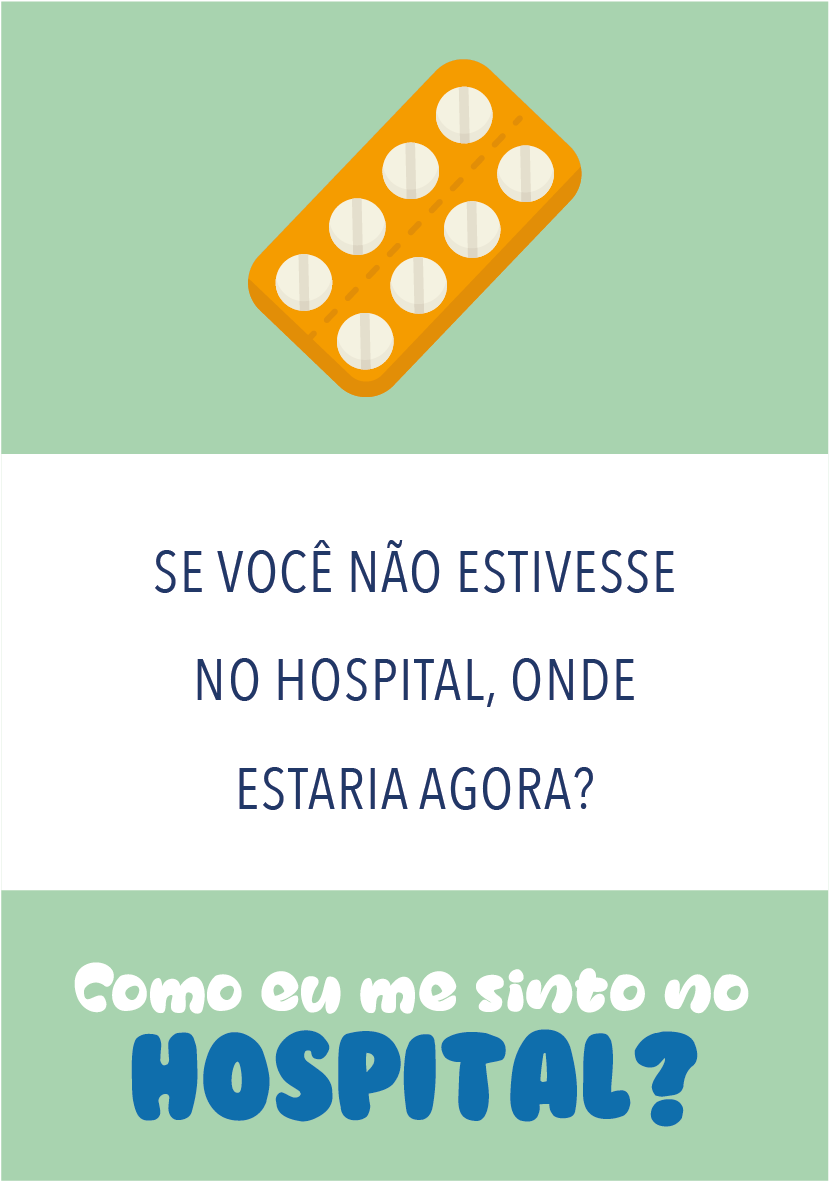 SE VOCÊ NÃO ESTIVESSE
NO HOSPITAL, ONDE
ESTARIA AGORA?
Como eu me sinto no
HOSPITAL?